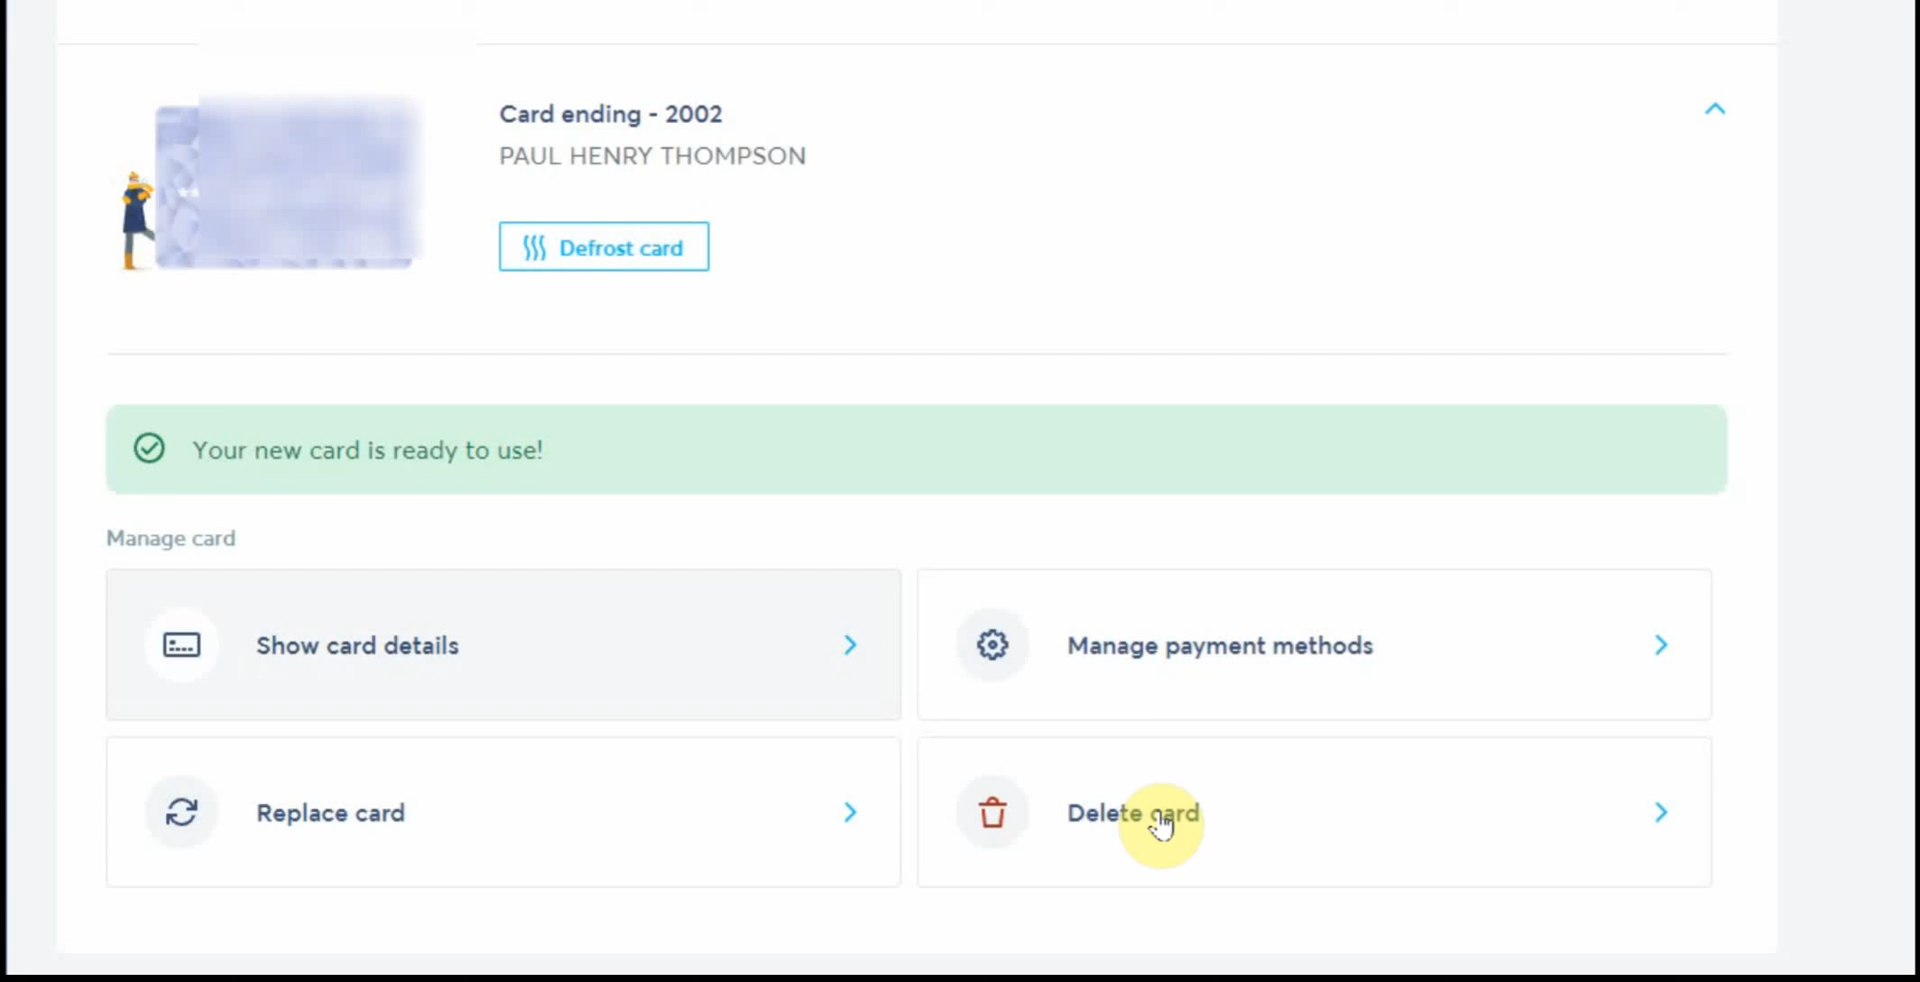 Card ending - 2002
PAUL HENRY THOMPSON
Defrost card
Your new card is ready to use!
Manage card
Show card details
Manage payment methods
Replace card
Delete card